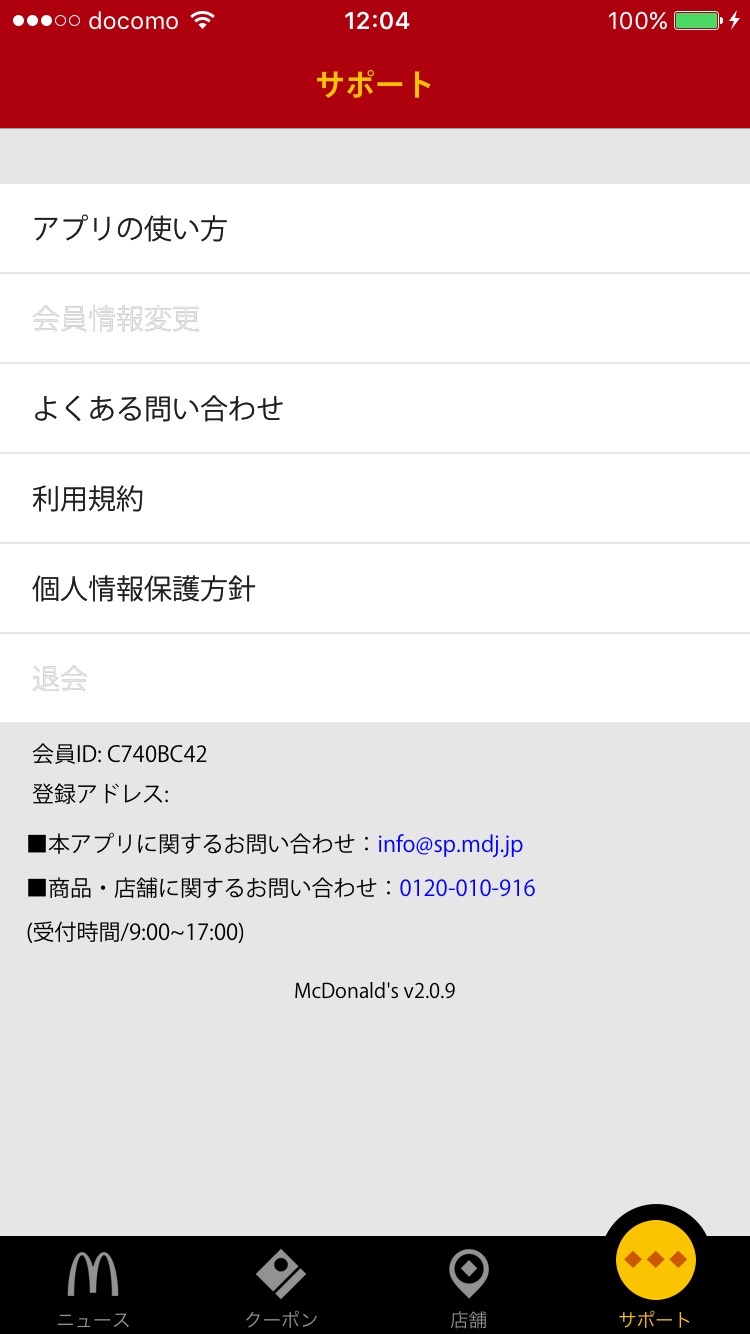 docomo 12:04 100%
サポート
アプリの使い方
会員情報変更
よくある問い合わせ
利用規約
個人情報保護方針
退会
会員ID: C740BC42
登録アドレス:
■本アプリに関するお問い合わせ：info@sp.mdj.jp
■商品・店舗に関するお問い合わせ：0120-010-916
(受付時間/9:00~17:00)
McDonald's v2.0.9
ニュース クーポン 店舗 サポート